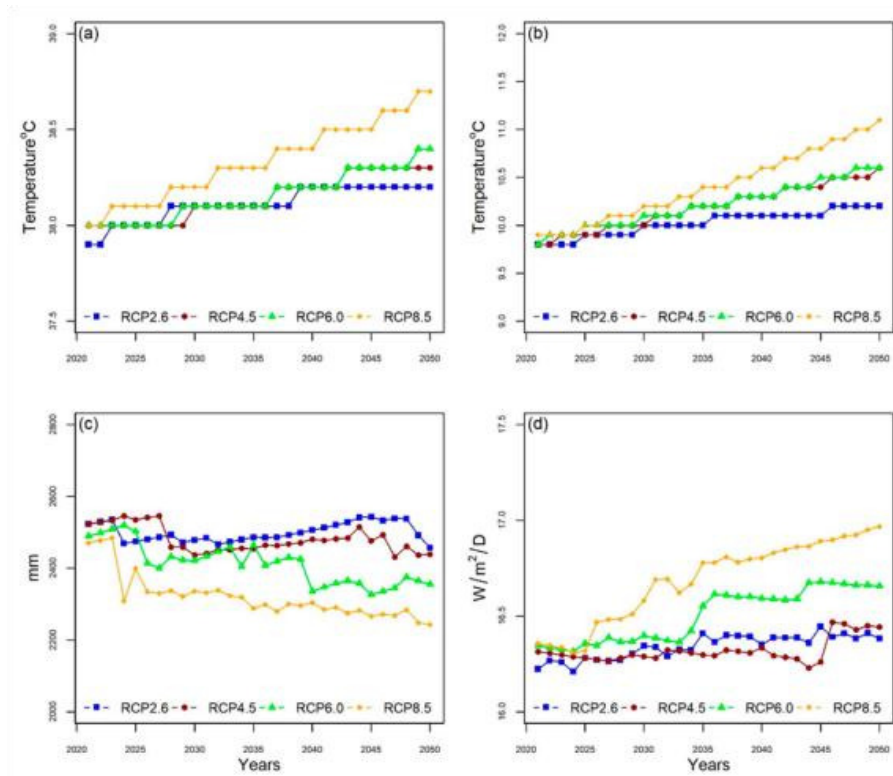 (a)
Temperature°C
39.0
38.5
38.0
37.5
RCP2.6 RCP4.5 RCP6.0 RCP8.5
2020 2025 2030 2035 2040 2045 2050
(b)
Temperature°C
12.0
11.5
11.0
10.5
10.0
9.5
9.0
RCP2.6 RCP4.5 RCP6.0 RCP8.5
2020 2025 2030 2035 2040 2045 2050
(c)
mm
2800
2600
2400
2200
2000
RCP2.6 RCP4.5 RCP6.0 RCP8.5
2020 2025 2030 2035 2040 2045 2050
Years
(d)
W/m²/D
17.5
17.0
16.5
16.0
RCP2.6 RCP4.5 RCP6.0 RCP8.5
2020 2025 2030 2035 2040 2045 2050
Years